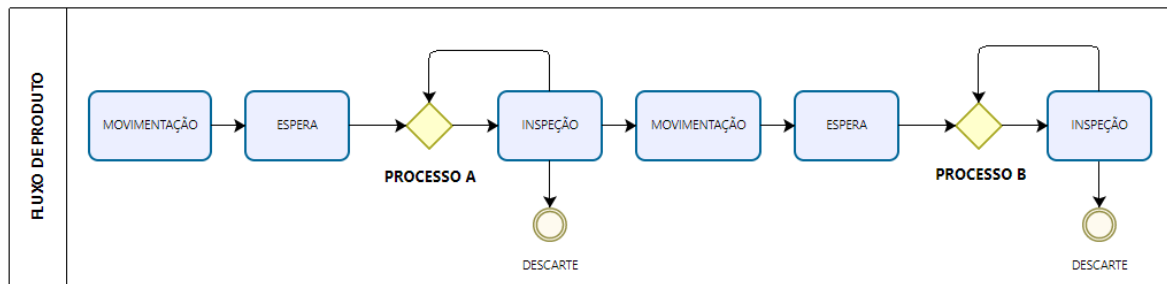 FLUXO DE PRODUTO
MOVIMENTAÇÃO
ESPERA
PROCESSO A
INSPEÇÃO
DESCARTE
MOVIMENTAÇÃO
ESPERA
PROCESSO B
INSPEÇÃO
DESCARTE